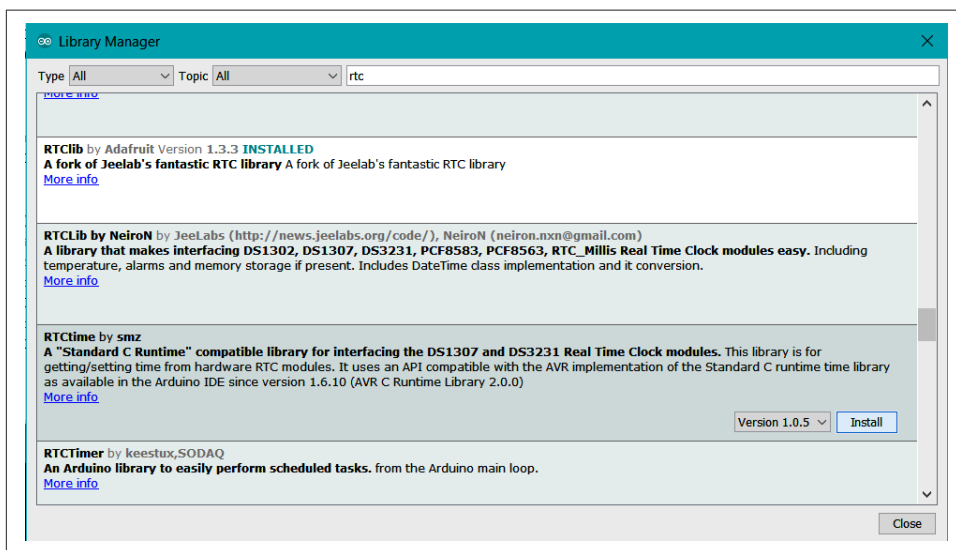 Library Manager
Type All Topic All rtc
More info
RTClib by Adafruit Version 1.3.3 INSTALLED
A fork of Jeelab's fantastic RTC library A fork of Jeelab's fantastic RTC library
More info
RTCLib by NeiroN by JeeLabs (http://news.jeelabs.org/code/), NeiroN (neiron.nxn@gmail.com)
A library that makes interfacing DS1302, DS1307, DS3231, PCF8583, PCF8563, RTC_Millis Real Time Clock modules easy. Including
temperature, alarms and memory storage if present. Includes DateTime class implementation and it conversion.
More info
RTCtime by smz
A "Standard C Runtime" compatible library for interfacing the DS1307 and DS3231 Real Time Clock modules. This library is for
getting/setting time from hardware RTC modules. It uses an API compatible with the AVR implementation of the Standard C runtime time library
as available in the Arduino IDE since version 1.6.10 (AVR C Runtime Library 2.0.0)
More info
Version 1.0.5 Install
RTCTimer by keestux,SODAQ
An Arduino library to easily perform scheduled tasks. from the Arduino main loop.
More info
Close